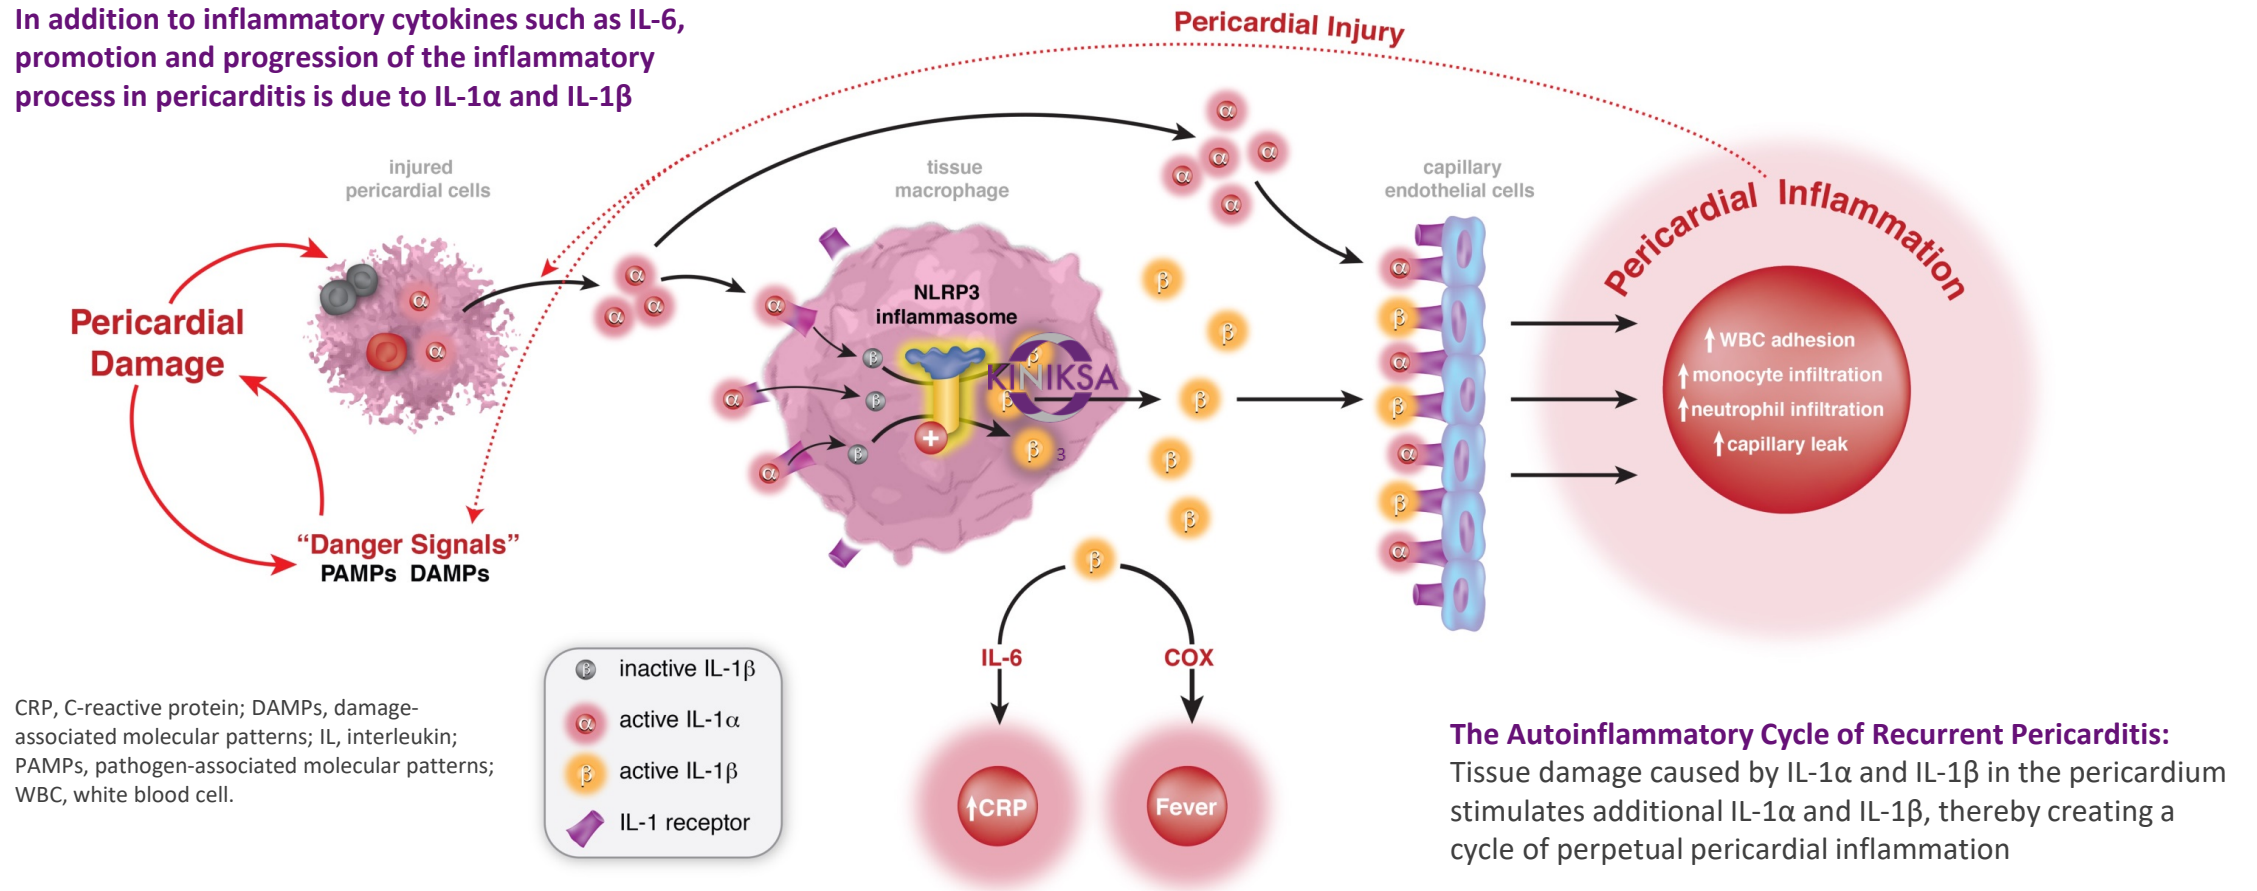 In addition to inflammatory cytokines such as IL-6,
promotion and progression of the inflammatory
process in pericarditis is due to IL-1α and IL-1β
Pericardial Injury
injured
pericardial cells
tissue
macrophage
capillary
endothelial cells
Pericardial Inflammation
Pericardial
Damage
α
α
α
α
α
α
α
α
α
α
α
α
α
NLRP3
inflammasome
β
β
β
+
β
β
β
KINIKSA
3
β
β
β
β
β
β
α
β
α
β
α
β
α
↑WBC adhesion
↑monocyte infiltration
↑neutrophil infiltration
↑capillary leak
“Danger Signals”
PAMPs DAMPs
IL-6
COX
↑CRP
Fever
β inactive IL-1β
α active IL-1α
β active IL-1β
IL-1 receptor
CRP, C-reactive protein; DAMPs, damage-
associated molecular patterns; IL, interleukin;
PAMPs, pathogen-associated molecular patterns;
WBC, white blood cell.
The Autoinflammatory Cycle of Recurrent Pericarditis:
Tissue damage caused by IL-1α and IL-1β in the pericardium
stimulates additional IL-1α and IL-1β, thereby creating a
cycle of perpetual pericardial inflammation